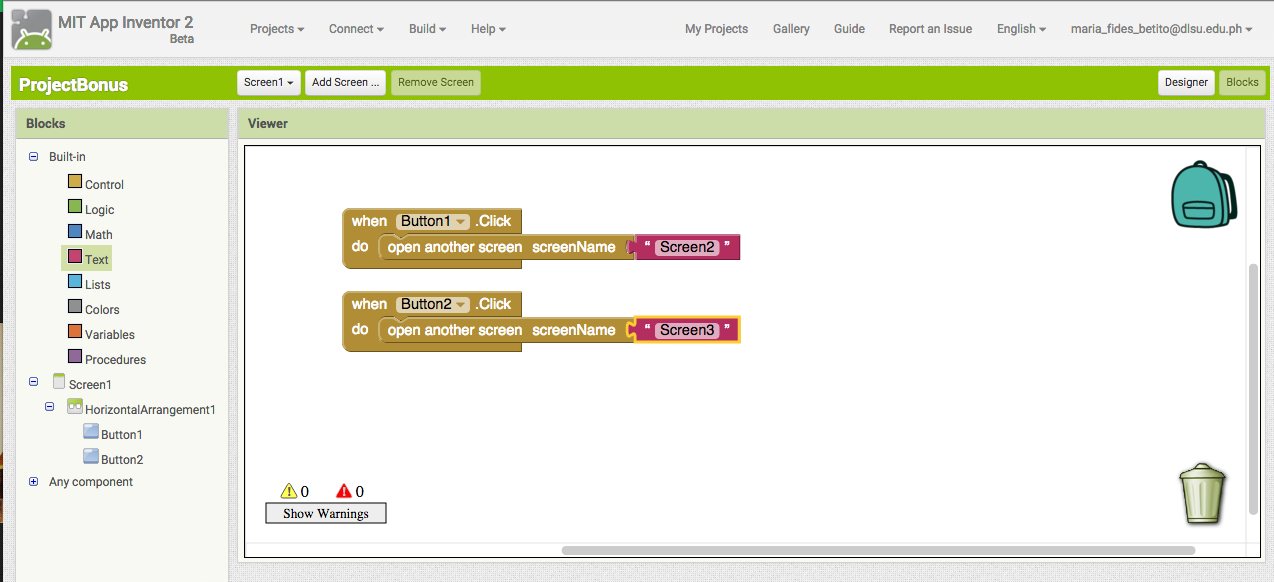 MIT App Inventor 2
Beta
Projects Connect Build Help My Projects Gallery Guide Report an Issue English maria_fides_betito@dlsu.edu.ph
ProjectBonus Screen1 Add Screen ... Remove Screen Designer Blocks
Blocks
Viewer
Built-in
Control
Logic
Math
Text
Lists
Colors
Variables
Procedures
Screen1
HorizontalArrangement1
Button1
Button2
Any component
when Button1 .Click
do open another screen screenName “ Screen2 ”
when Button2 .Click
do open another screen screenName “ Screen3 ”
0 0
Show Warnings